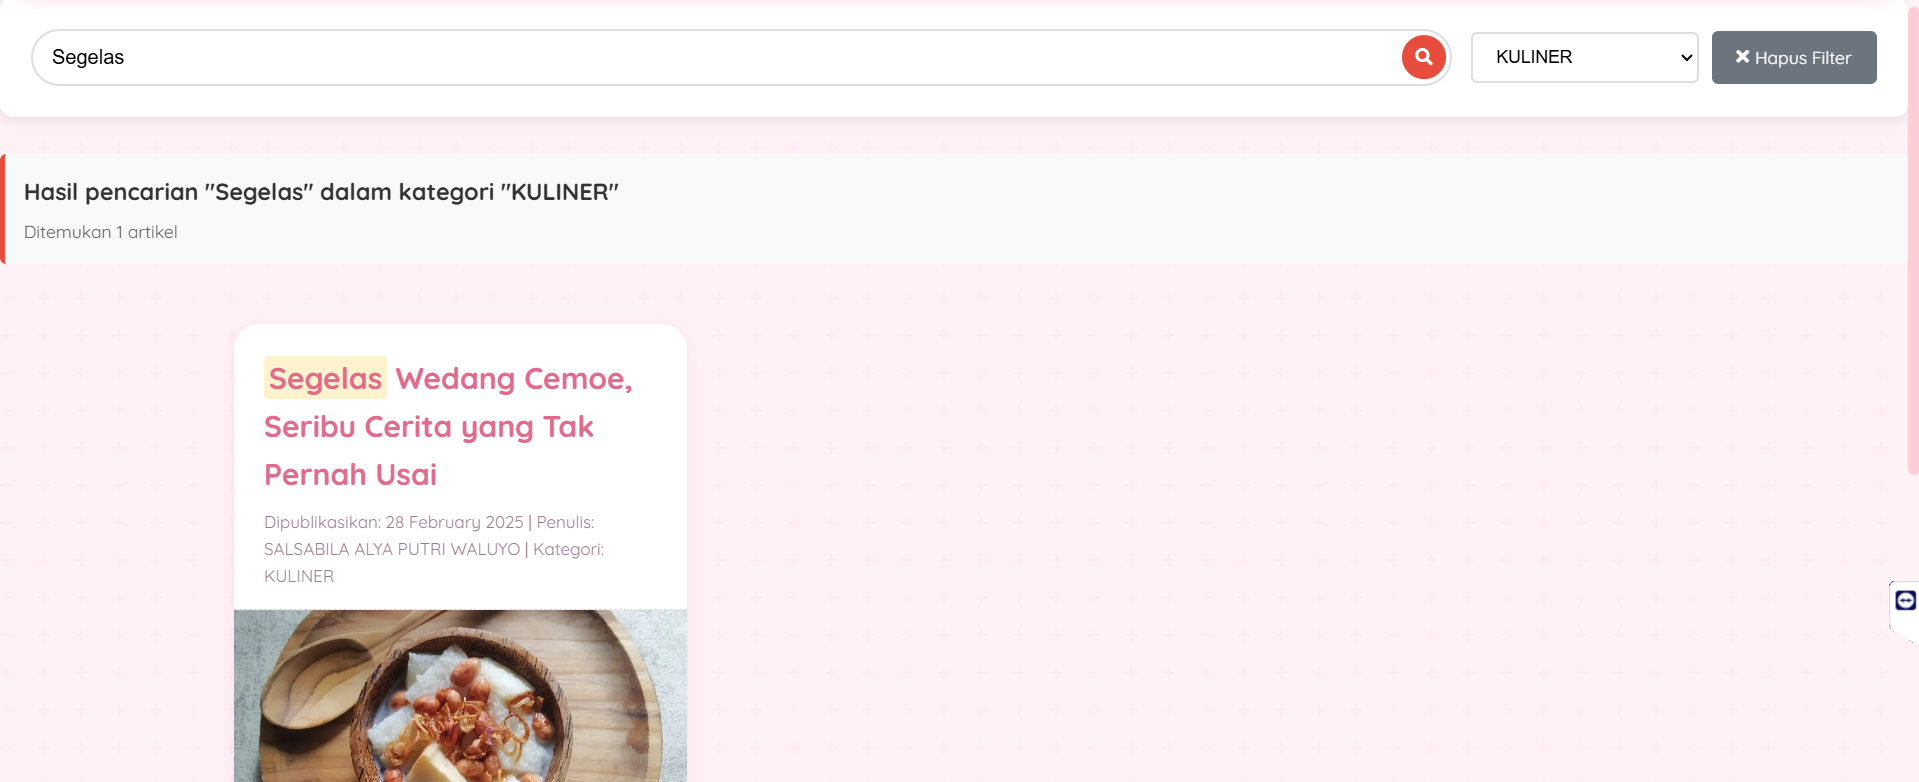 Segelas
KULINER
Hapus Filter
Hasil pencarian "Segelas" dalam kategori "KULINER"
Ditemukan 1 artikel
Segelas Wedang Cemoe,
Seribu Cerita yang Tak
Pernah Usai
Dipublikasikan: 28 February 2025 | Penulis:
SALSABILA ALYA PUTRI WALUYO | Kategori:
KULINER